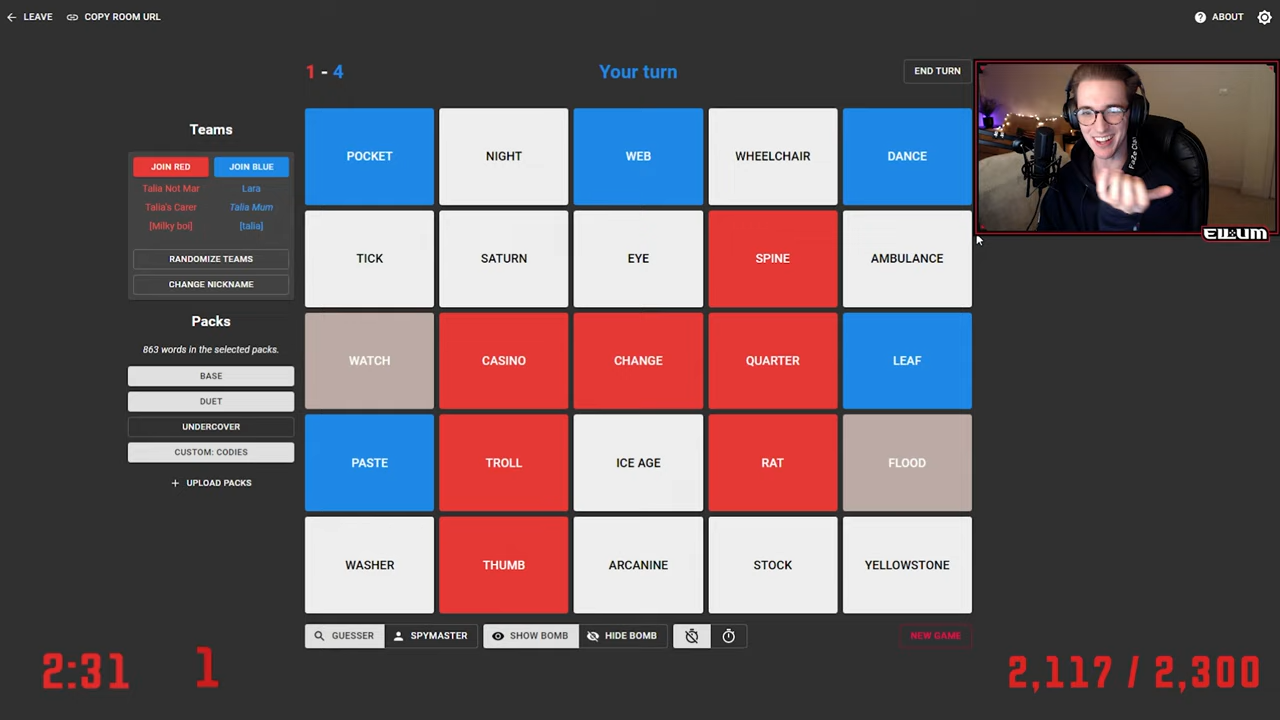 LEAVE
COPY ROOM URL
ABOUT
1 - 4
Your turn
END TURN
Teams
JOIN RED
JOIN BLUE
Talia Not Mar
Lara
Talia's Carer
Talia Mum
[Milky boi]
[talia]
RANDOMIZE TEAMS
CHANGE NICKNAME
Packs
863 words in the selected packs.
BASE
DUET
UNDERCOVER
CUSTOM: CODIES
UPLOAD PACKS
POCKET
NIGHT
WEB
WHEELCHAIR
DANCE
TICK
SATURN
EYE
SPINE
AMBULANCE
WATCH
CASINO
CHANGE
QUARTER
LEAF
PASTE
TROLL
ICE AGE
RAT
FLOOD
WASHER
THUMB
ARCANINE
STOCK
YELLOWSTONE
GUESSER
SPYMASTER
SHOW BOMB
HIDE BOMB
NEW GAME
2:31
1
2,117 / 2,300